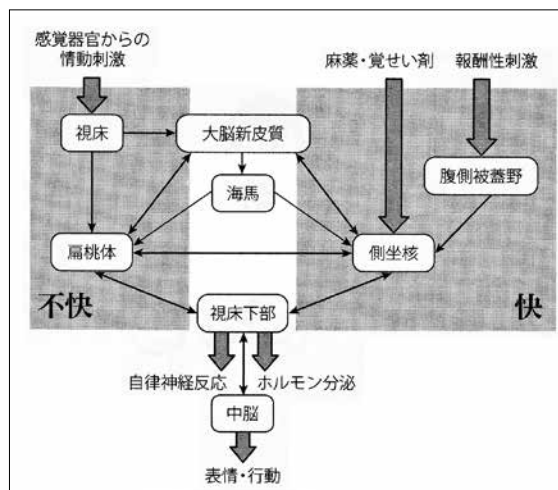 感覚器官からの
情動刺激
麻薬・覚せい剤
報酬性刺激
視床
大脳新皮質
海馬
腹側被蓋野
扁桃体
側坐核
不快
快
視床下部
自律神経反応
ホルモン分泌
中脳
表情・行動